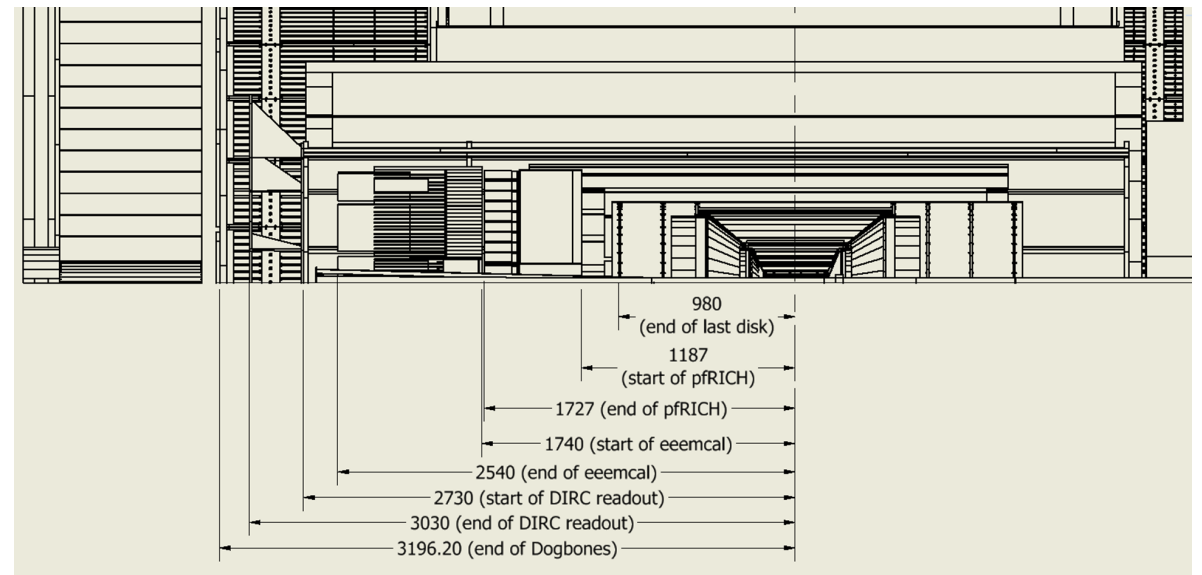 980
(end of last disk)
1187
(start of pfRICH)
1727 (end of pfRICH)
1740 (start of eeemcal)
2540 (end of eeemcal)
2730 (start of DIRC readout)
3030 (end of DIRC readout)
3196.20 (end of Dogbones)